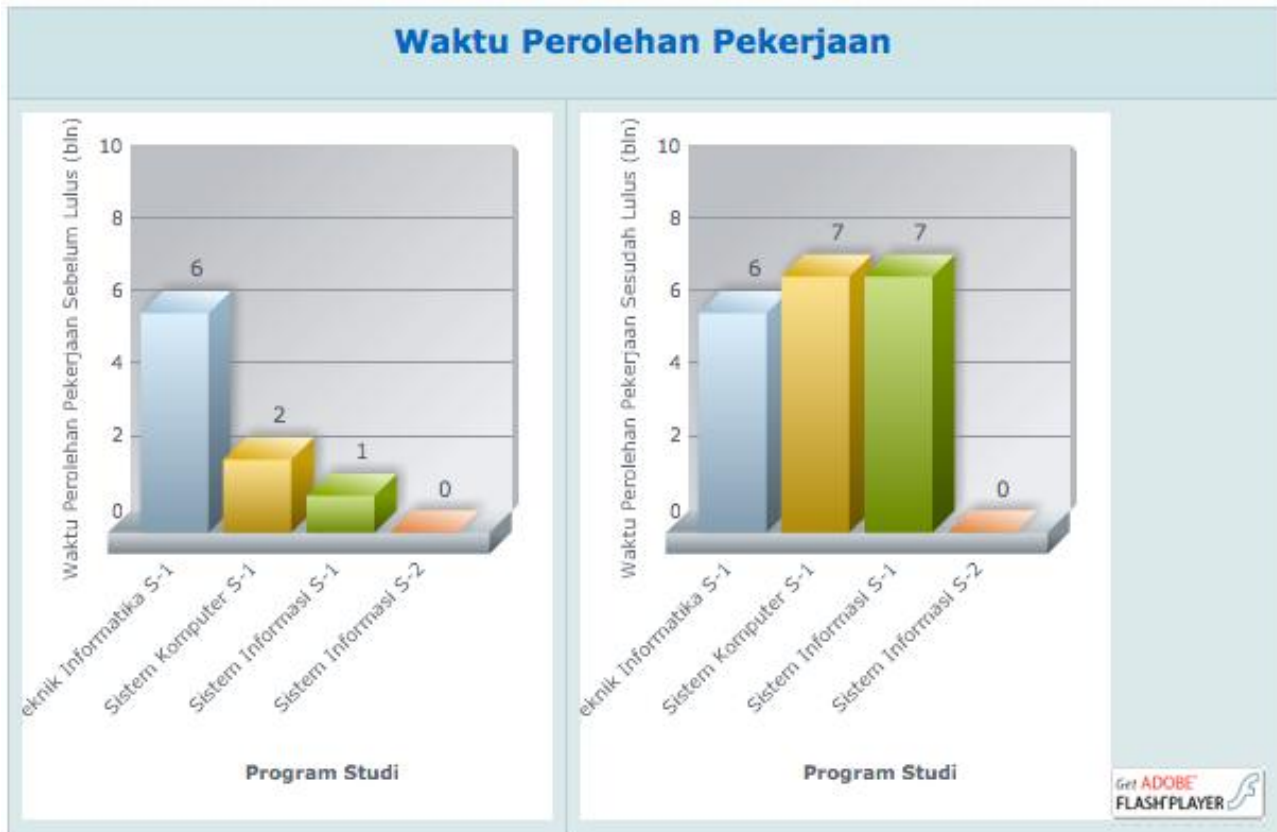 Waktu Perolehan Pekerjaan
Waktu Perolehan Pekerjaan Sebelum Lulus (bln)
10
8
6
4
2
0
6
2
1
0
eknik Informatika S-1
Sistem Komputer S-1
Sistem Informasi S-1
Sistem Informasi S-2
Program Studi
Waktu Perolehan Pekerjaan Sesudah Lulus (bln)
10
8
6
4
2
0
6
7
7
0
eknik Informatika S-1
Sistem Komputer S-1
Sistem Informasi S-1
Sistem Informasi S-2
Program Studi
Get ADOBE
FLASH PLAYER